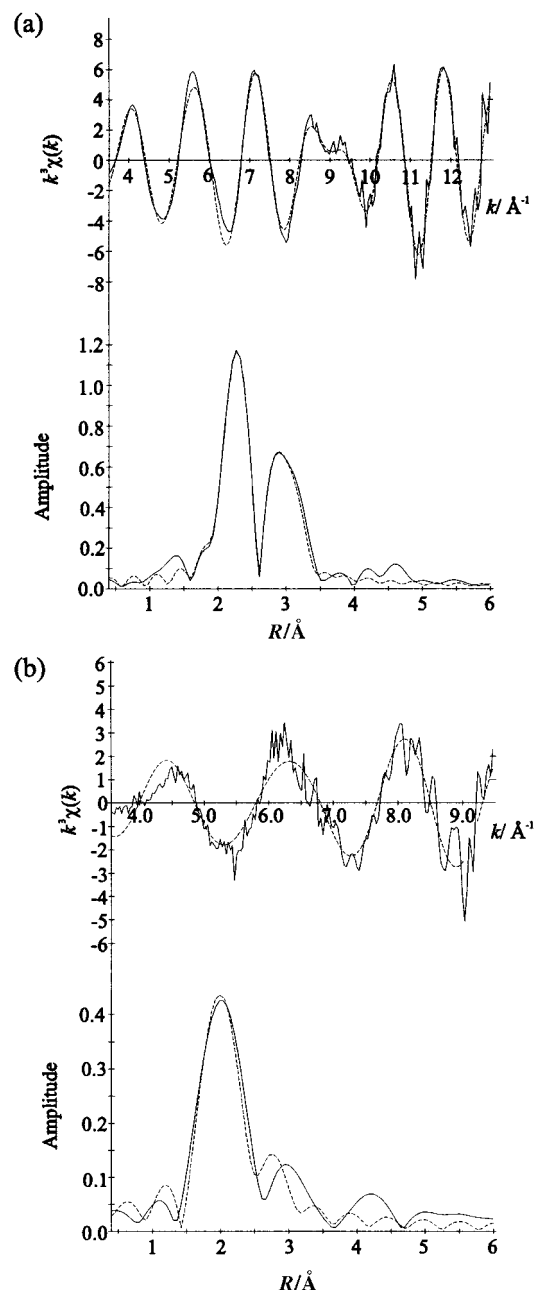 (a)
8
6
4
2
0
-2
-4
-6
-8
k³χ(k)
4 5 6 7 8 9 10 11 12
k/ Å⁻¹
1.2
1.0
0.8
0.6
0.4
0.2
0.0
Amplitude
1 2 3 4 5 6
R/Å
(b)
6
5
4
3
2
1
0
-1
-2
-3
-4
-5
-6
k³χ(k)
4.0 5.0 6.0 7.0 8.0 9.0
k/ Å⁻¹
0.4
0.3
0.2
0.1
0.0
Amplitude
1 2 3 4 5 6
R/Å